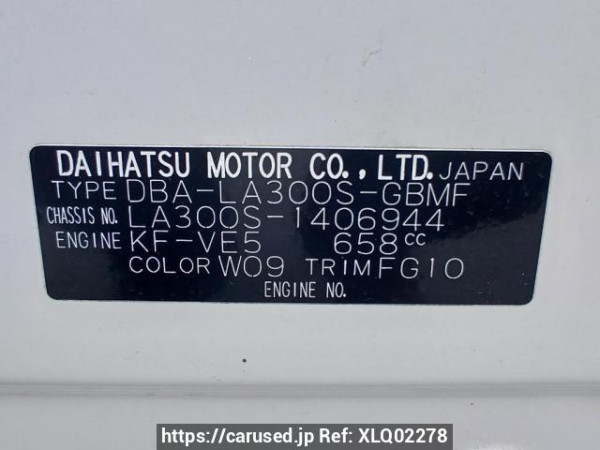 DAIHATSU MOTOR CO., LTD. JAPAN
TYPE DBA-LA300S-GBMF
CHASSIS NO. LA300S-1406944
ENGINE KF-VE5 658cc
COLOR W09 TRIM FG10
ENGINE NO.
https://carused.jp Ref: XLQ02278